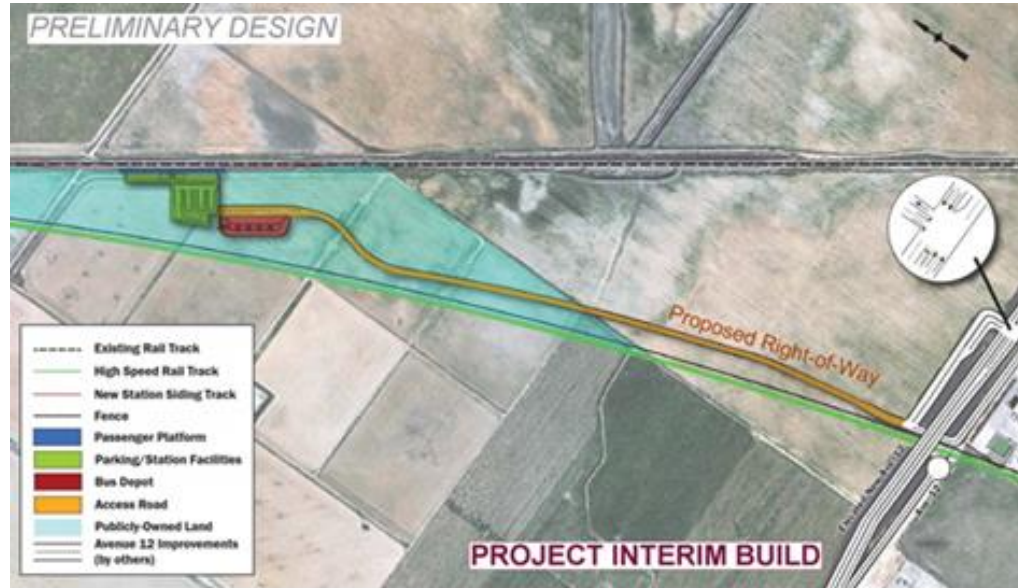 PRELIMINARY DESIGN
Proposed Right-of-Way
Existing Rail Track
High Speed Rail Track
New Station Siding Track
Fence
Passenger Platform
Parking/Station Facilities
Bus Depot
Access Road
Publicly-Owned Land
Avenue 12 Improvements
(by others)
PROJECT INTERIM BUILD